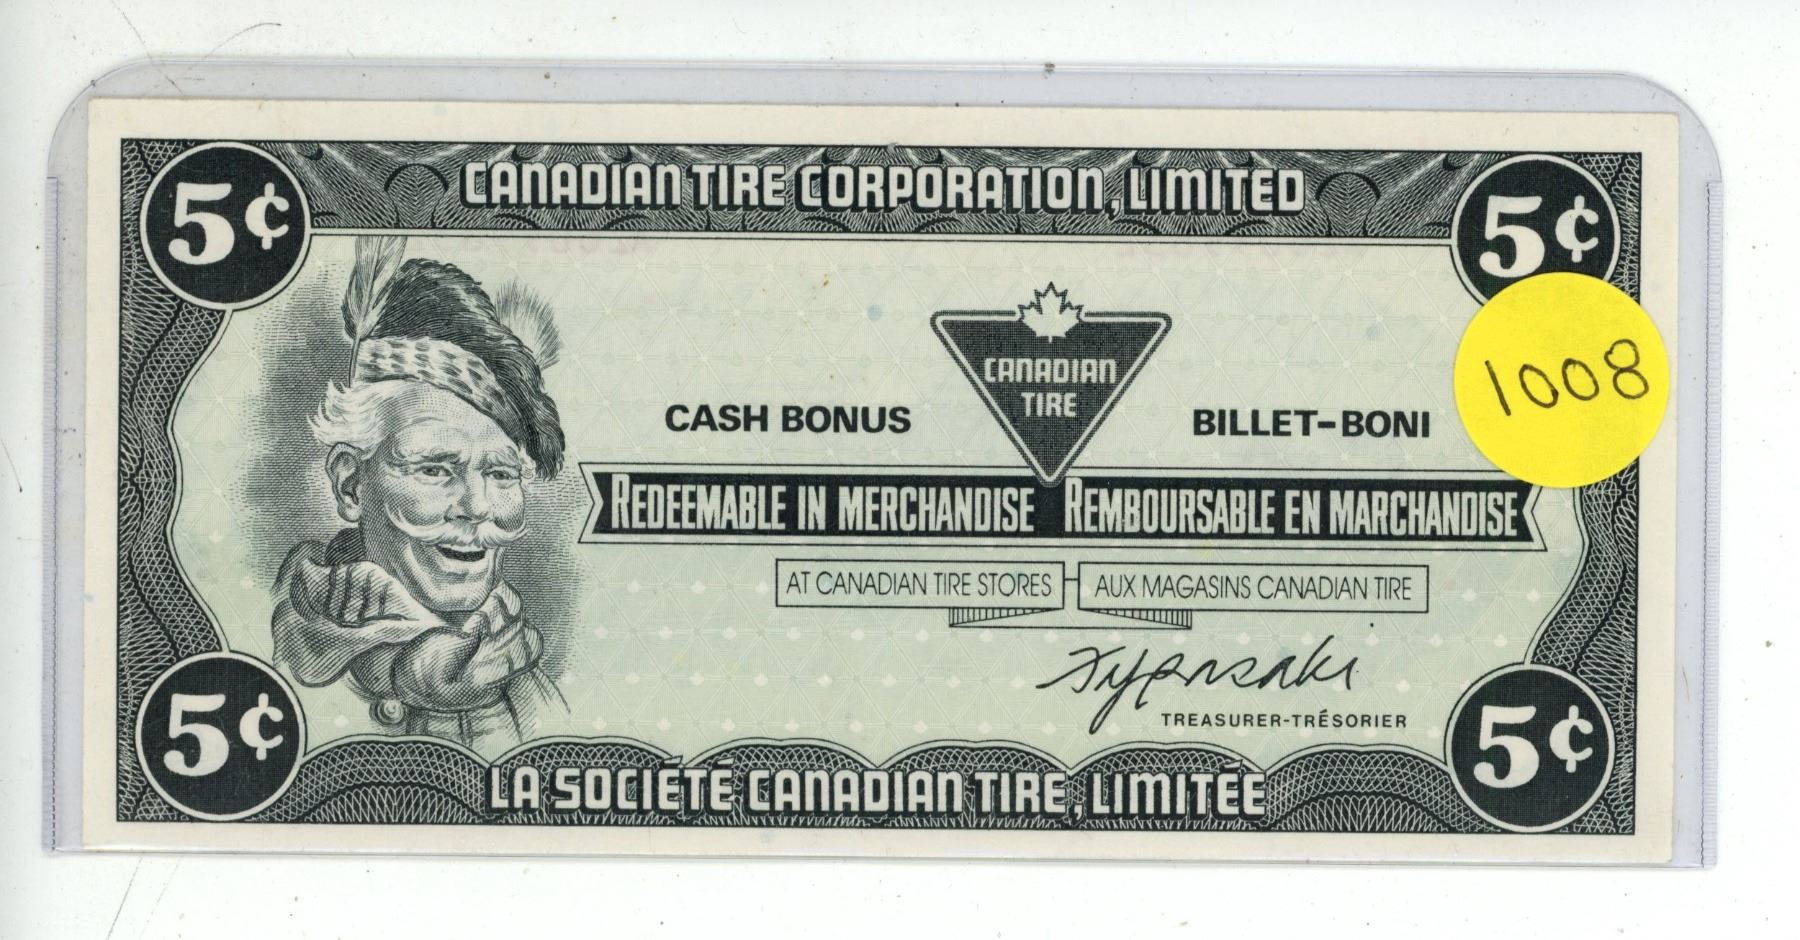 5¢
CANADIAN TIRE CORPORATION, LIMITED
5¢
CANADIAN
TIRE
1008
CASH BONUS
BILLET-BONI
REDEEMABLE IN MERCHANDISE REMBOURSABLE EN MARCHANDISE
AT CANADIAN TIRE STORES
AUX MAGASINS CANADIAN TIRE
TREASURER-TRÉSORIER
5¢
LA SOCIÉTÉ CANADIAN TIRE, LIMITÉE
5¢